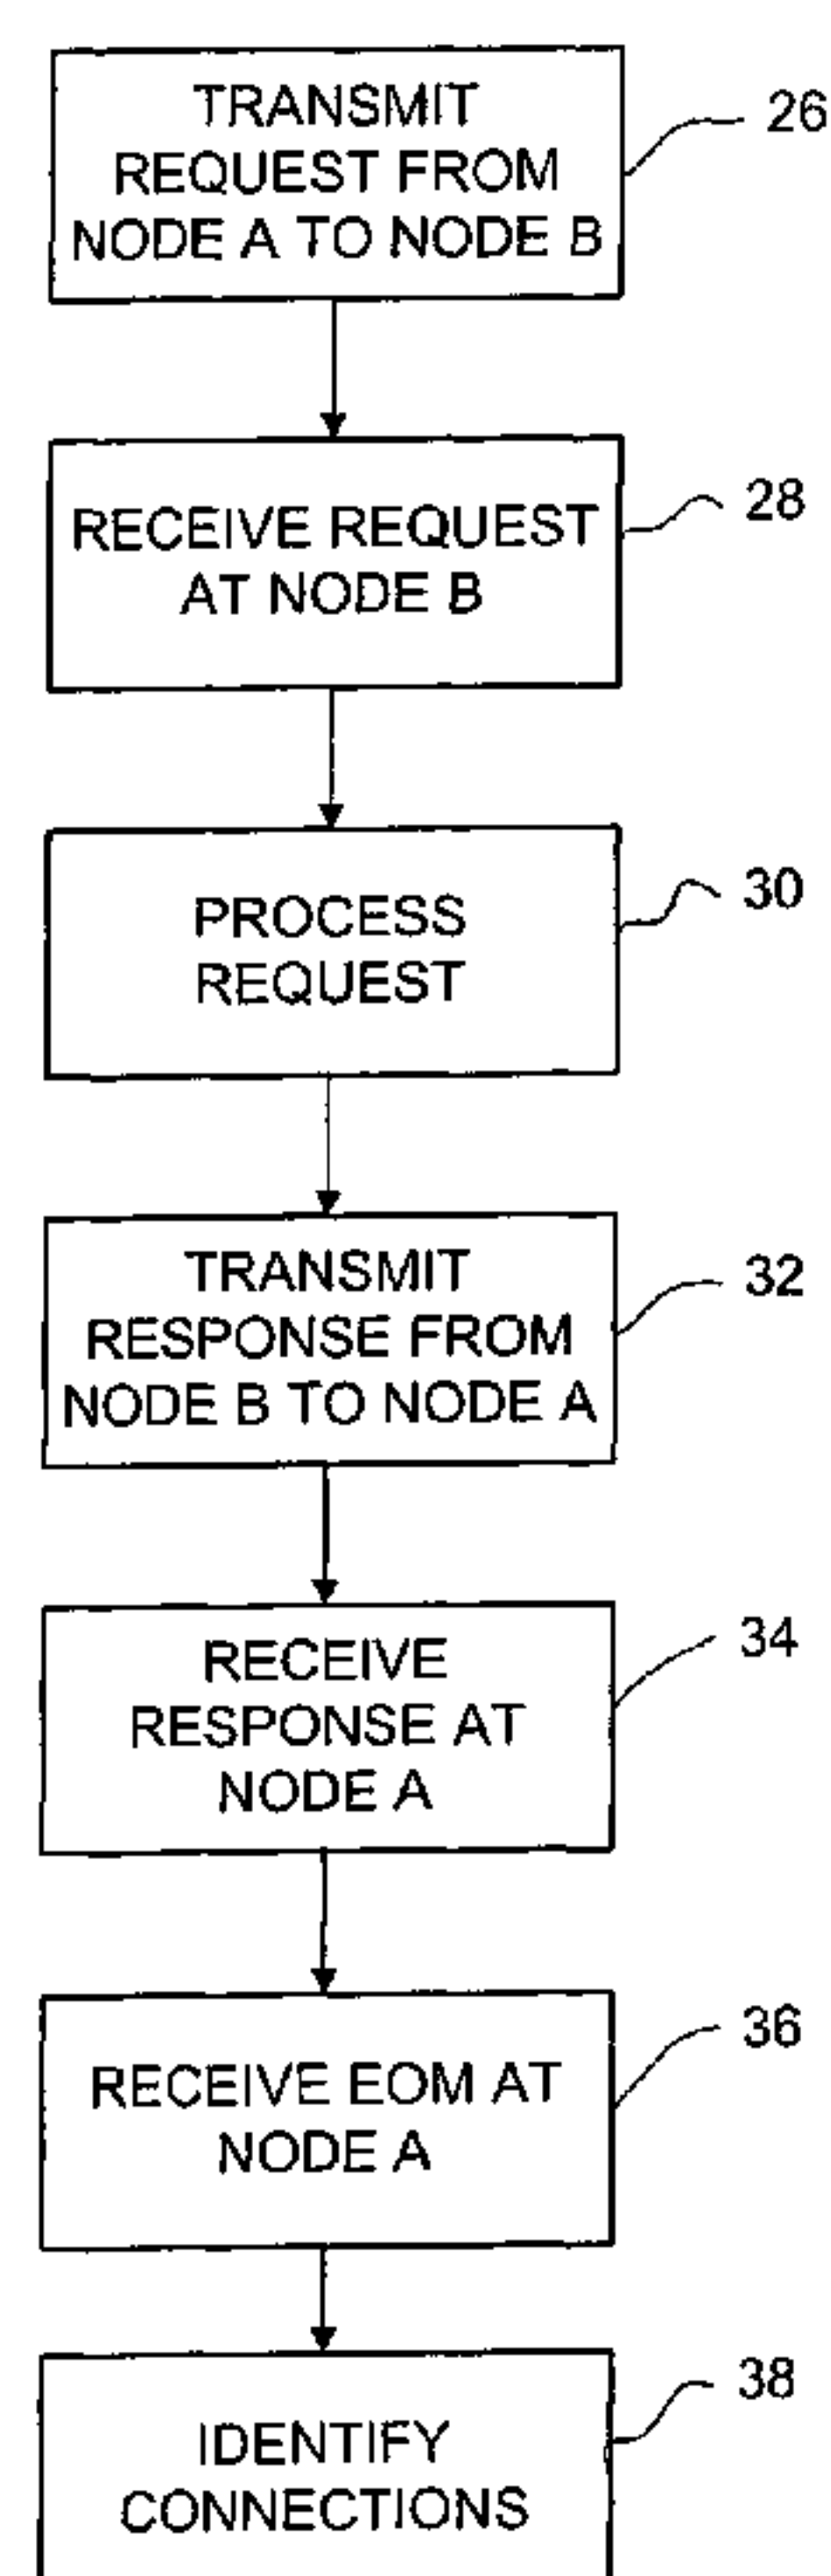 TRANSMIT
REQUEST FROM
NODE A TO NODE B
26
RECEIVE REQUEST
AT NODE B
28
PROCESS
REQUEST
30
TRANSMIT
RESPONSE FROM
NODE B TO NODE A
32
RECEIVE
RESPONSE AT
NODE A
34
RECEIVE EOM AT
NODE A
36
IDENTIFY
CONNECTIONS
38